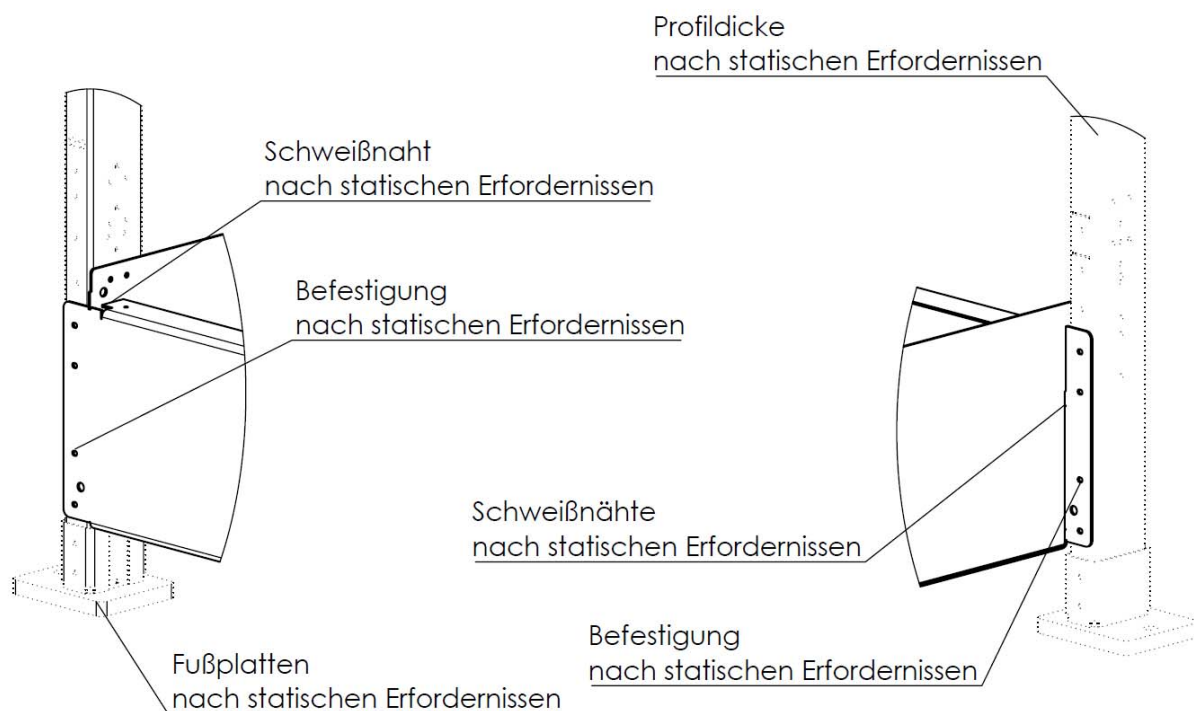 Profildicke
nach statischen Erfordernissen
Schweißnaht
nach statischen Erfordernissen
Befestigung
nach statischen Erfordernissen
Schweißnähte
nach statischen Erfordernissen
Befestigung
nach statischen Erfordernissen
Fußplatten
nach statischen Erfordernissen